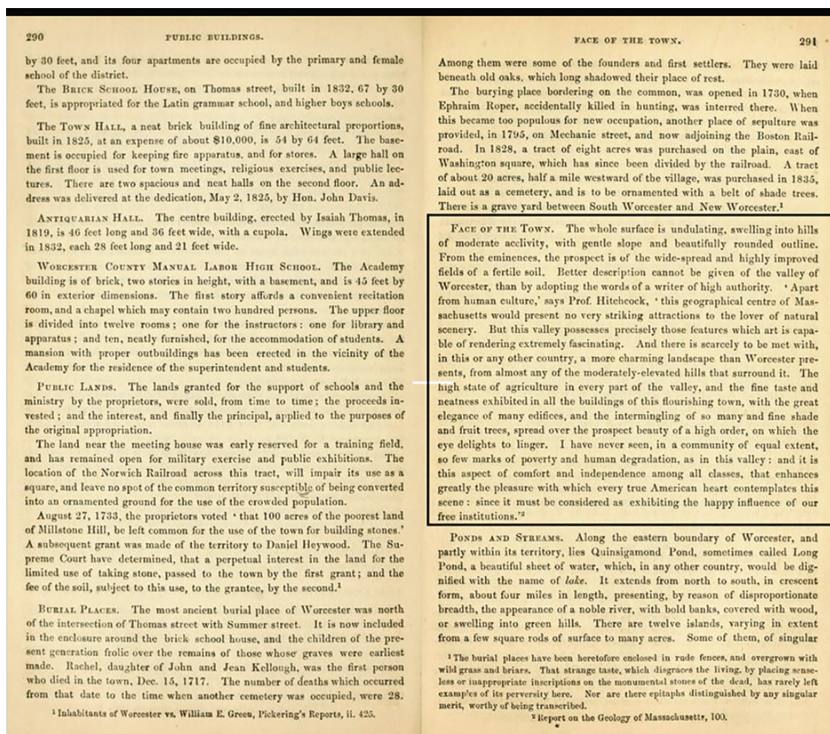 290
PUBLIC BUILDINGS.
by 30 feet, and its four apartments are occupied by the primary and female
school of the district.
The BRICK SCHOOL HOUSE, on Thomas street, built in 1832, 67 by 30
feet, is appropriated for the Latin grammar school, and higher boys schools.
The TOWN HALL, a neat brick building of fine architectural proportions,
built in 1825, at an expense of about $10,000, is 54 by 64 feet. The base-
ment is occupied for keeping fire apparatus, and for stores. A large hall on
the first floor is used for town meetings, religious exercises, and public lec-
tures. There are two spacious and neat halls on the second floor. An ad-
dress was delivered at the dedication, May 2, 1825, by Hon. John Davis.
ANTIQUARIAN HALL. The centre building, erected by Isaiah Thomas, in
1819, is 46 feet long and 36 feet wide, with a cupola. Wings were extended
in 1832, each 28 feet long and 21 feet wide.
WORCESTER COUNTY MANUAL LABOR HIGH SCHOOL. The Academy
building is of brick, two stories in height, with a basement, and is 45 feet by
60 in exterior dimensions. The first story affords a convenient recitation
room, and a chapel which may contain two hundred persons. The upper floor
is divided into twelve rooms ; one for the instructors : one for library and
apparatus ; and ten, neatly furnished, for the accommodation of students. A
mansion with proper outbuildings has been erected in the vicinity of the
Academy for the residence of the superintendent and students.
PUBLIC LANDS. The lands granted for the support of schools and the
ministry by the proprietors, were sold, from time to time ; the proceeds in-
vested ; and the interest, and finally the principal, applied to the purposes of
the original appropriation.
The land near the meeting house was early reserved for a training field,
and has remained open for military exercise and public exhibitions. The
location of the Norwich Railroad across this tract, will impair its use as a
square, and leave no spot of the common territory susceptible of being converted
into an ornamented ground for the use of the crowded population.
August 27, 1733, the proprietors voted ‘ that 100 acres of the poorest land
of Millstone Hill, be left common for the use of the town for building stones.’
A subsequent grant was made of the territory to Daniel Heywood. The Su-
preme Court have determined, that a perpetual interest in the land for the
limited use of taking stone, passed to the town by the first grant ; and the
fee of the soil, subject to this use, to the grantee, by the second.¹
BURIAL PLACES. The most ancient burial place of Worcester was north
of the intersection of Thomas street with Summer street. It is now included
in the enclosure around the brick school house, and the children of the pre-
sent generation frolic over the remains of those whose graves were earliest
made. Rachel, daughter of John and Jean Kellough, was the first person
who died in the town, Dec. 15, 1717. The number of deaths which occurred
from that date to the time when another cemetery was occupied, were 28.
¹ Inhabitants of Worcester vs. William E. Green, Pickering's Reports, ii. 425.
FACE OF THE TOWN.
291
Among them were some of the founders and first settlers. They were laid
beneath old oaks, which long shadowed their place of rest.
The burying place bordering on the common, was opened in 1730, when
Ephraim Roper, accidentally killed in hunting, was interred there. When
this became too populous for new occupation, another place of sepulture was
provided, in 1795, on Mechanic street, and now adjoining the Boston Rail-
road. In 1828, a tract of eight acres was purchased on the plain, east of
Washington square, which has since been divided by the railroad. A tract
of about 20 acres, half a mile westward of the village, was purchased in 1835,
laid out as a cemetery, and is to be ornamented with a belt of shade trees.
There is a grave yard between South Worcester and New Worcester.¹
FACE OF THE TOWN. The whole surface is undulating, swelling into hills
of moderate acclivity, with gentle slope and beautifully rounded outline.
From the eminences, the prospect is of the wide-spread and highly improved
fields of a fertile soil. Better description cannot be given of the valley of
Worcester, than by adopting the words of a writer of high authority. ‘ Apart
from human culture,’ says Prof. Hitchcock, ‘ this geographical centre of Mas-
sachusetts would present no very striking attractions to the lover of natural
scenery. But this valley possesses precisely those features which art is capa-
ble of rendering extremely fascinating. And there is scarcely to be met with,
in this or any other country, a more charming landscape than Worcester pre-
sents, from almost any of the moderately-elevated hills that surround it. The
high state of agriculture in every part of the valley, and the fine taste and
neatness exhibited in all the buildings of this flourishing town, with the great
elegance of many edifices, and the intermingling of so many and fine shade
and fruit trees, spread over the prospect beauty of a high order, on which the
eye delights to linger. I have never seen, in a community of equal extent,
so few marks of poverty and human degradation, as in this valley : and it is
this aspect of comfort and independence among all classes, that enhances
greatly the pleasure with which every true American heart contemplates this
scene : since it must be considered as exhibiting the happy influence of our
free institutions.’²
PONDS AND STREAMS. Along the eastern boundary of Worcester, and
partly within its territory, lies Quinsigamond Pond, sometimes called Long
Pond, a beautiful sheet of water, which, in any other country, would be dig-
nified with the name of lake. It extends from north to south, in crescent
form, about four miles in length, presenting, by reason of disproportionate
breadth, the appearance of a noble river, with bold banks, covered with wood,
or swelling into green hills. There are twelve islands, varying in extent
from a few square rods of surface to many acres. Some of them, of singular
¹ The burial places have been heretofore enclosed in rude fences, and overgrown with
wild grass and briars. That strange taste, which disgraces the living, by placing sense-
less or inappropriate inscriptions on the monumental stones of the dead, has rarely left
examples of its perversity here. Nor are there epitaphs distinguished by any singular
merit, worthy of being transcribed.
² Report on the Geology of Massachusetts, 100.